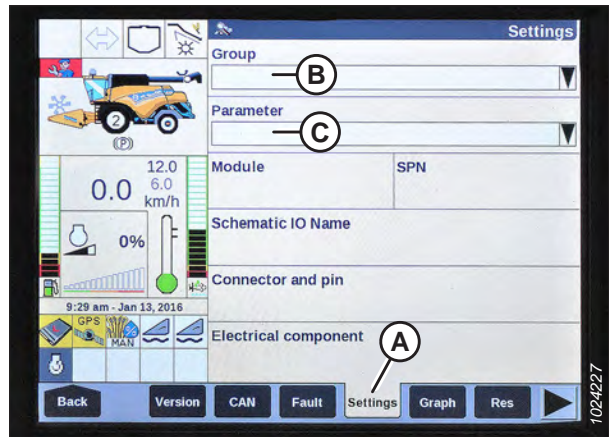 Settings
Group
B
Parameter
C
2
(P)
12.0
6.0
0.0
km/h
0%
Module
SPN
Schematic IO Name
Connector and pin
9:29 am - Jan 13, 2016
GPS
%
MAN
Electrical component
A
Back
Version
CAN
Fault
Settings
Graph
Res
1024227